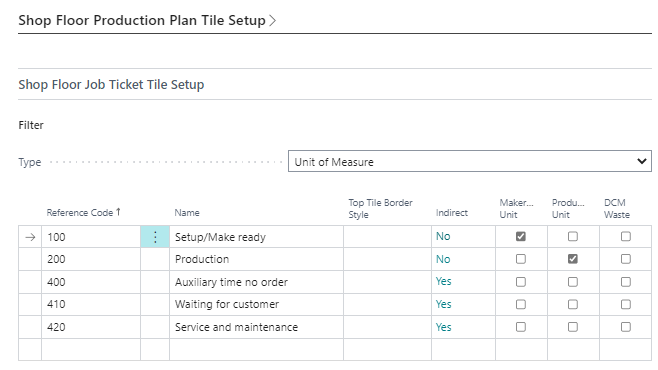 Shop Floor Production Plan Tile Setup
Shop Floor Job Ticket Tile Setup
Filter
Type Unit of Measure
Reference Code↑ Name Top Tile Border Style Indirect Maker... Unit Produ... Unit DCM Waste
100 Setup/Make ready No
200 Production No
400 Auxiliary time no order Yes
410 Waiting for customer Yes
420 Service and maintenance Yes